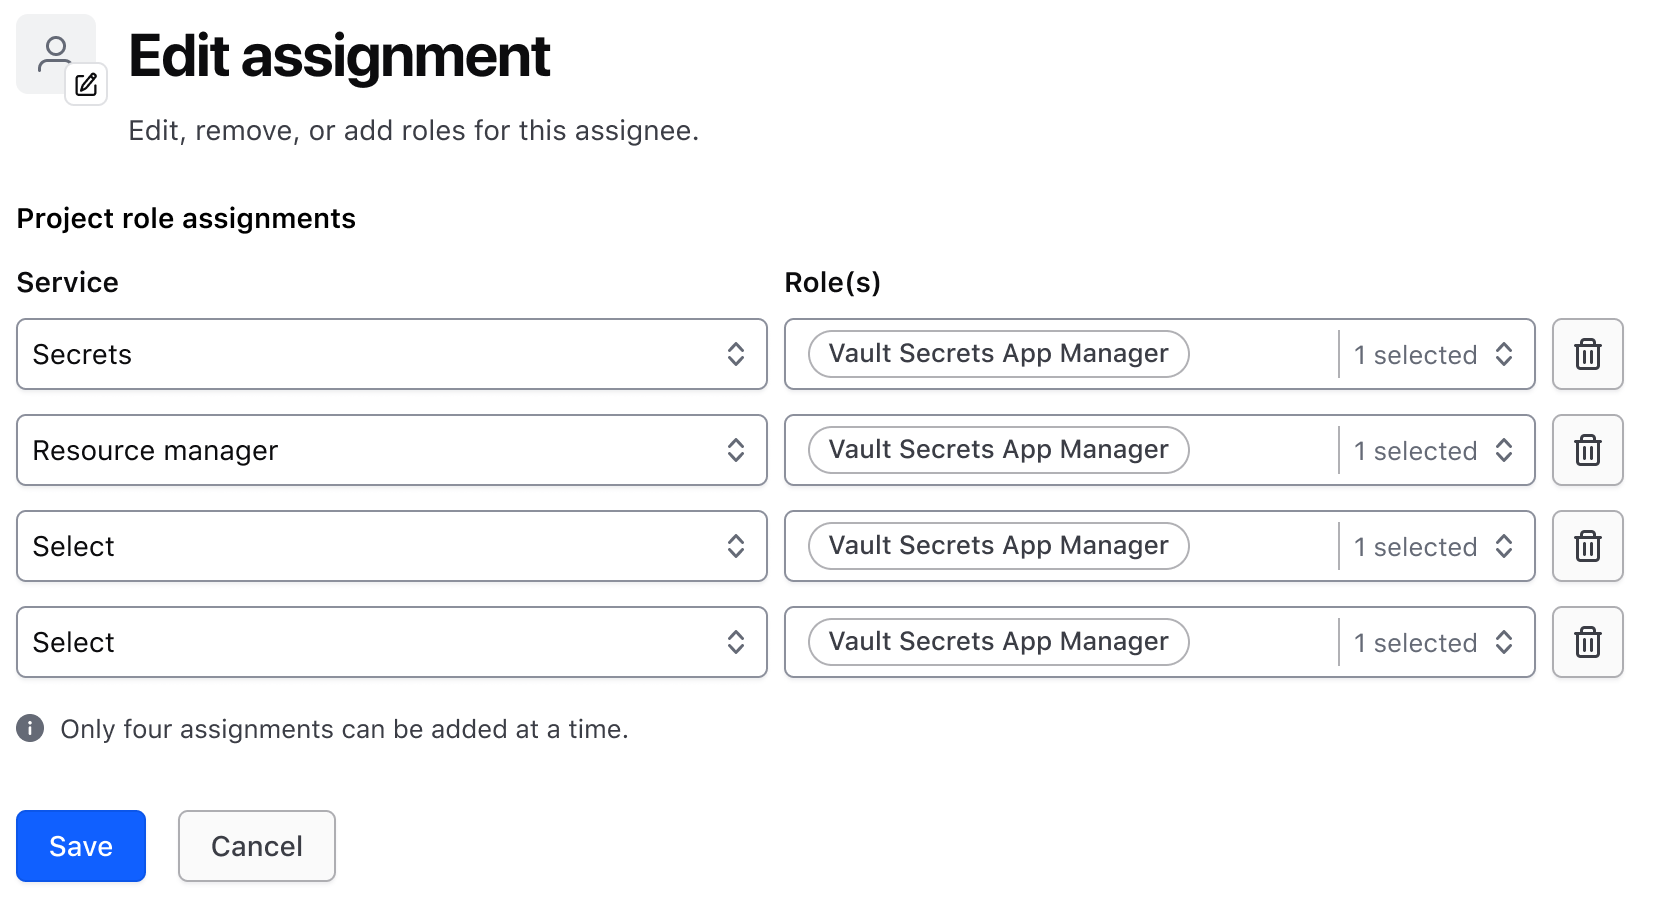 Edit assignment
Edit, remove, or add roles for this assignee.
Project role assignments
Service
Role(s)
Secrets
Vault Secrets App Manager
1 selected
Resource manager
Vault Secrets App Manager
1 selected
Select
Vault Secrets App Manager
1 selected
Select
Vault Secrets App Manager
1 selected
Only four assignments can be added at a time.
Save
Cancel